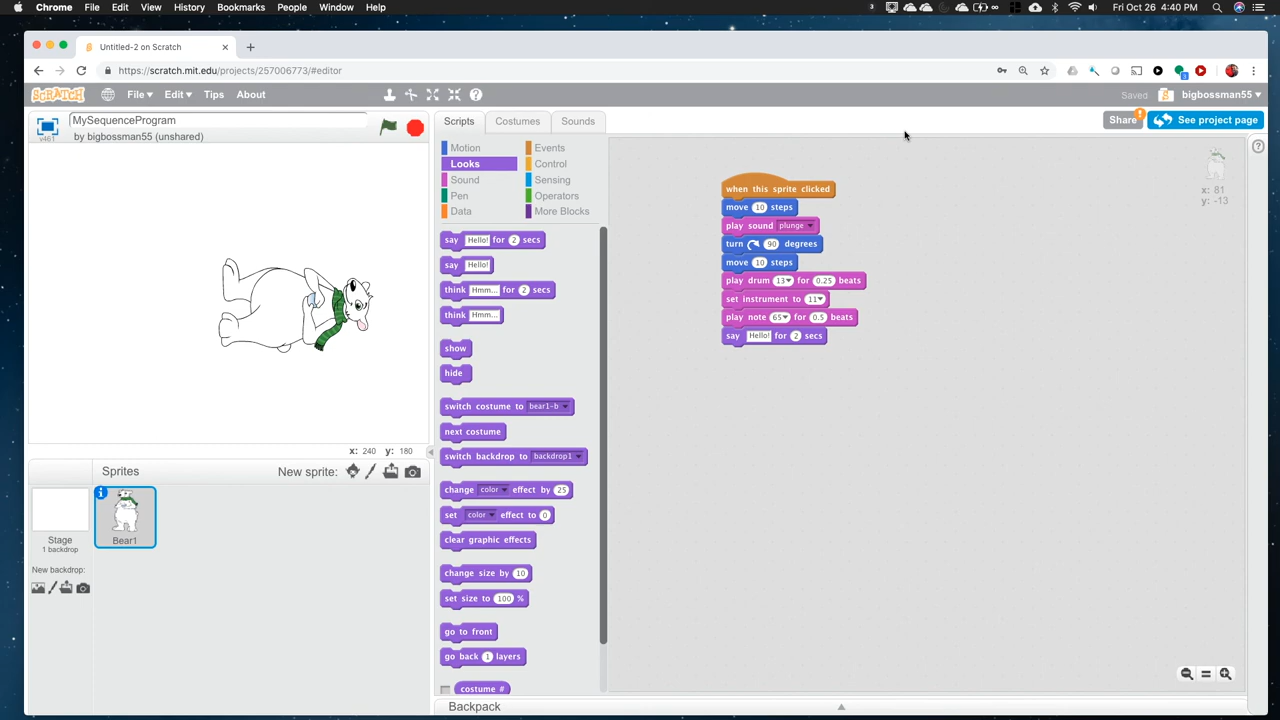 Chrome File Edit View History Bookmarks People Window Help 3 Fri Oct 26 4:40 PM
Untitled-2 on Scratch
https://scratch.mit.edu/projects/257006773/#editor
SCRATCH File Edit Tips About Saved bigbossman55
v461 MySequenceProgram
by bigbossman55 (unshared)
Scripts Costumes Sounds
Share See project page
Motion Events
Looks Control
Sound Sensing
Pen Operators
Data More Blocks
say Hello! for 2 secs
say Hello!
think Hmm... for 2 secs
think Hmm...
show
hide
switch costume to bear1-b
next costume
switch backdrop to backdrop1
change color effect by 25
set color effect to 0
clear graphic effects
change size by 10
set size to 100 %
go to front
go back 1 layers
costume #
when this sprite clicked
move 10 steps
play sound plunge
turn 90 degrees
move 10 steps
play drum 13 for 0.25 beats
set instrument to 11
play note 65 for 0.5 beats
say Hello! for 2 secs
x: 81
y: -13
x: 240 y: 180
Sprites New sprite:
Stage
1 backdrop
New backdrop:
Bear1
Backpack